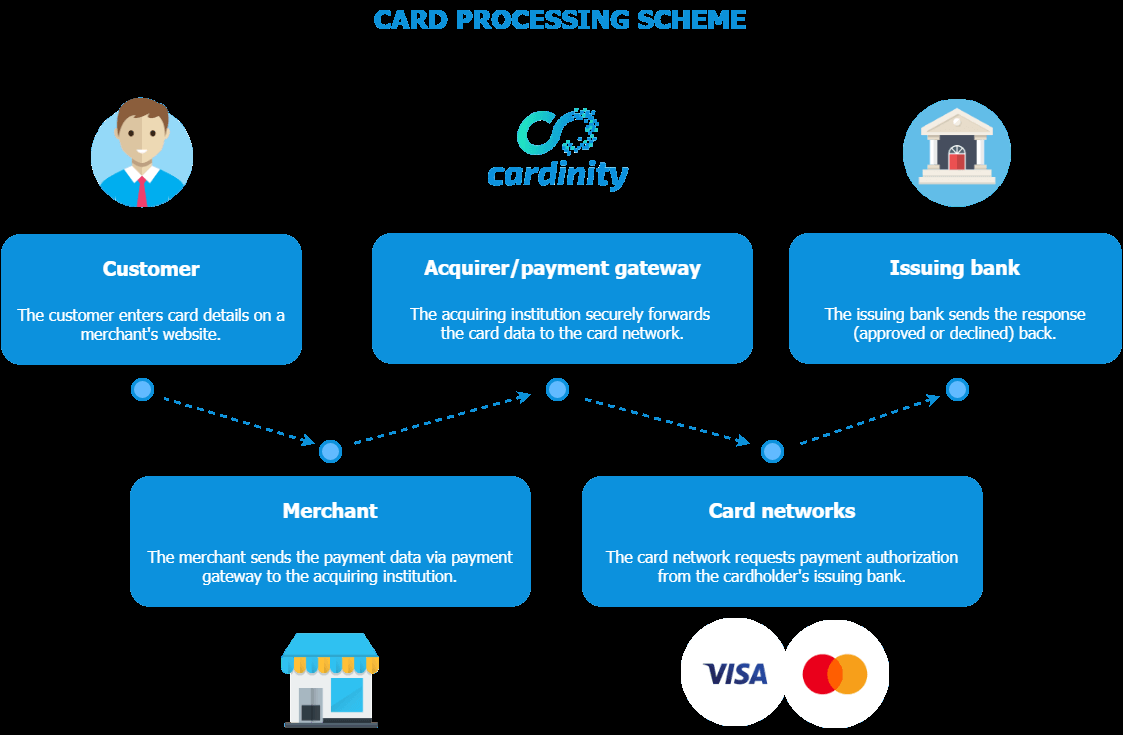 CARD PROCESSING SCHEME
cardinity
Customer
The customer enters card details on a
merchant's website.
Acquirer/payment gateway
The acquiring institution securely forwards
the card data to the card network.
Issuing bank
The issuing bank sends the response
(approved or declined) back.
Merchant
The merchant sends the payment data via payment
gateway to the acquiring institution.
Card networks
The card network requests payment authorization
from the cardholder's issuing bank.
VISA